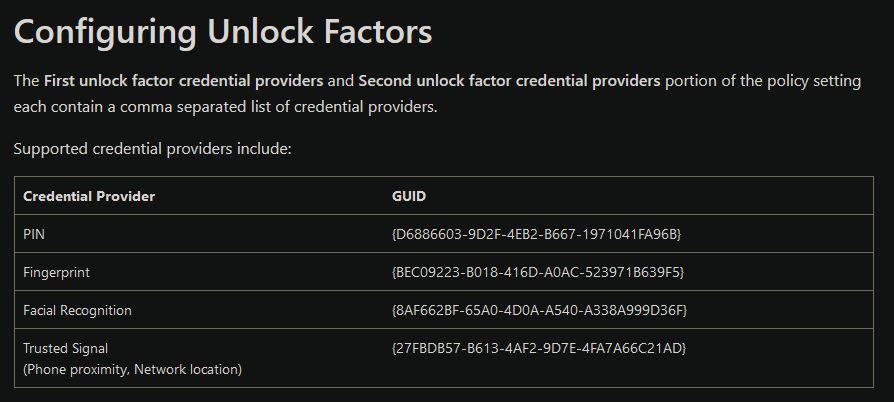 Configuring Unlock Factors
The First unlock factor credential providers and Second unlock factor credential providers portion of the policy setting
each contain a comma separated list of credential providers.
Supported credential providers include:
Credential Provider GUID
PIN {D6886603-9D2F-4EB2-B667-1971041FA96B}
Fingerprint {BEC09223-B018-416D-A0AC-523971B639F5}
Facial Recognition {8AF662BF-65A0-4D0A-A540-A338A999D36F}
Trusted Signal {27FBDB57-B613-4AF2-9D7E-4FA7A66C21AD}
(Phone proximity, Network location)